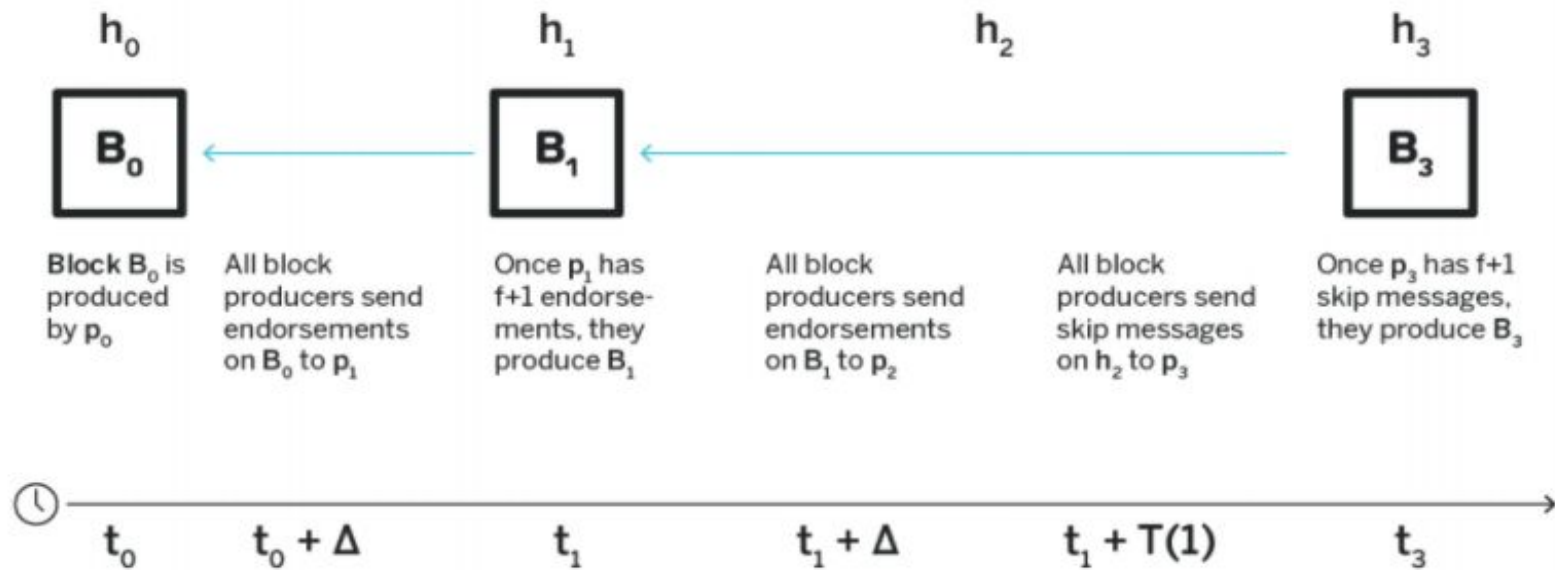 h₀ h₁ h₂ h₃
B₀ B₁ B₃
Block B₀ is
produced
by p₀
All block
producers send
endorsements
on B₀ to p₁
Once p₁ has
f+1 endorse-
ments, they
produce B₁
All block
producers send
endorsements
on B₁ to p₂
All block
producers send
skip messages
on h₂ to p₃
Once p₃ has f+1
skip messages,
they produce B₃
t₀ t₀ + Δ t₁ t₁ + Δ t₁ + T(1) t₃